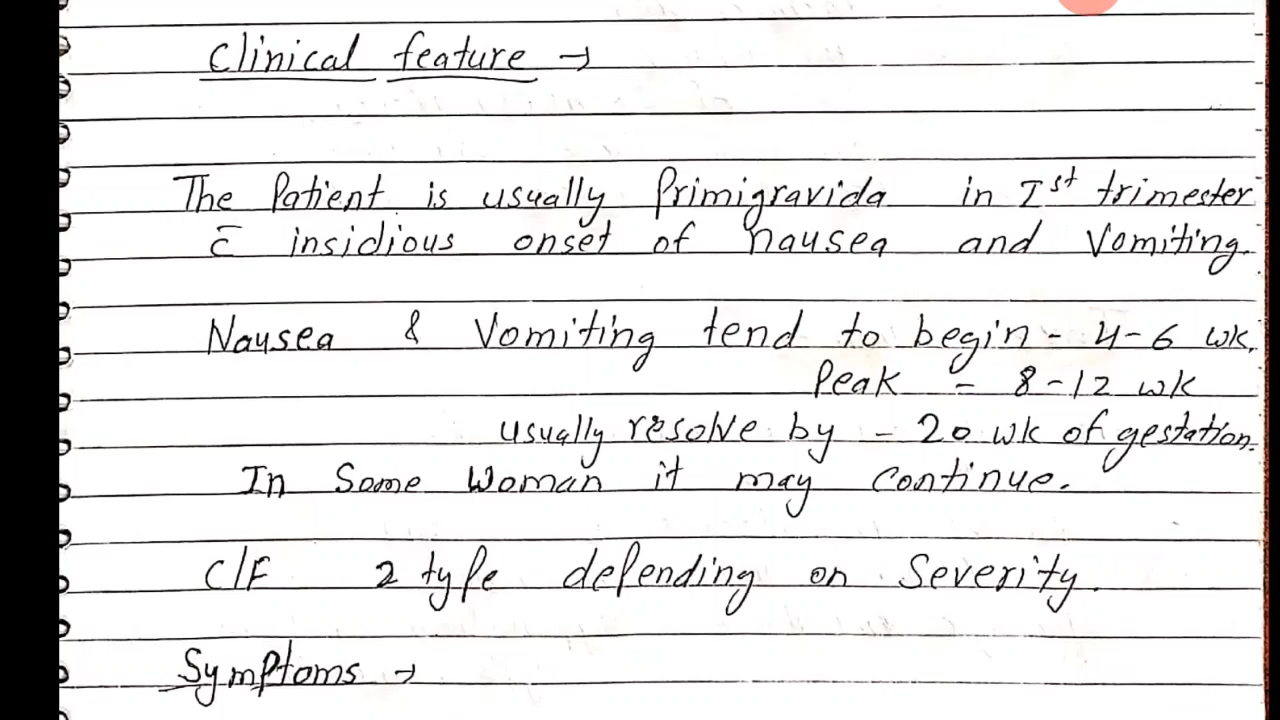 Clinical feature →
The Patient is usually Primigravida in Ist trimester
c̄ insidious onset of nausea and Vomiting.
Nausea & Vomiting tend to begin - 4-6 wk.
Peak = 8-12 wk
usually resolve by - 20 wk of gestation.
In Some Woman it may Continue.
C/F 2 type depending on Severity.
Symptoms →